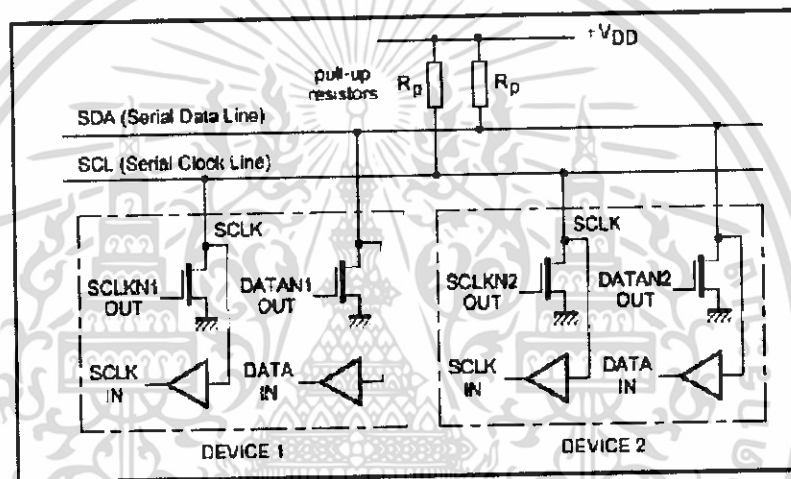 +VDD
pull-up
resistors
Rp
Rp
SDA (Serial Data Line)
SCL (Serial Clock Line)
SCLK
SCLK
SCLKN1
OUT
DATAN1
OUT
SCLKN2
OUT
DATAN2
OUT
SCLK
IN
DATA
IN
SCLK
IN
DATA
IN
DEVICE 1
DEVICE 2